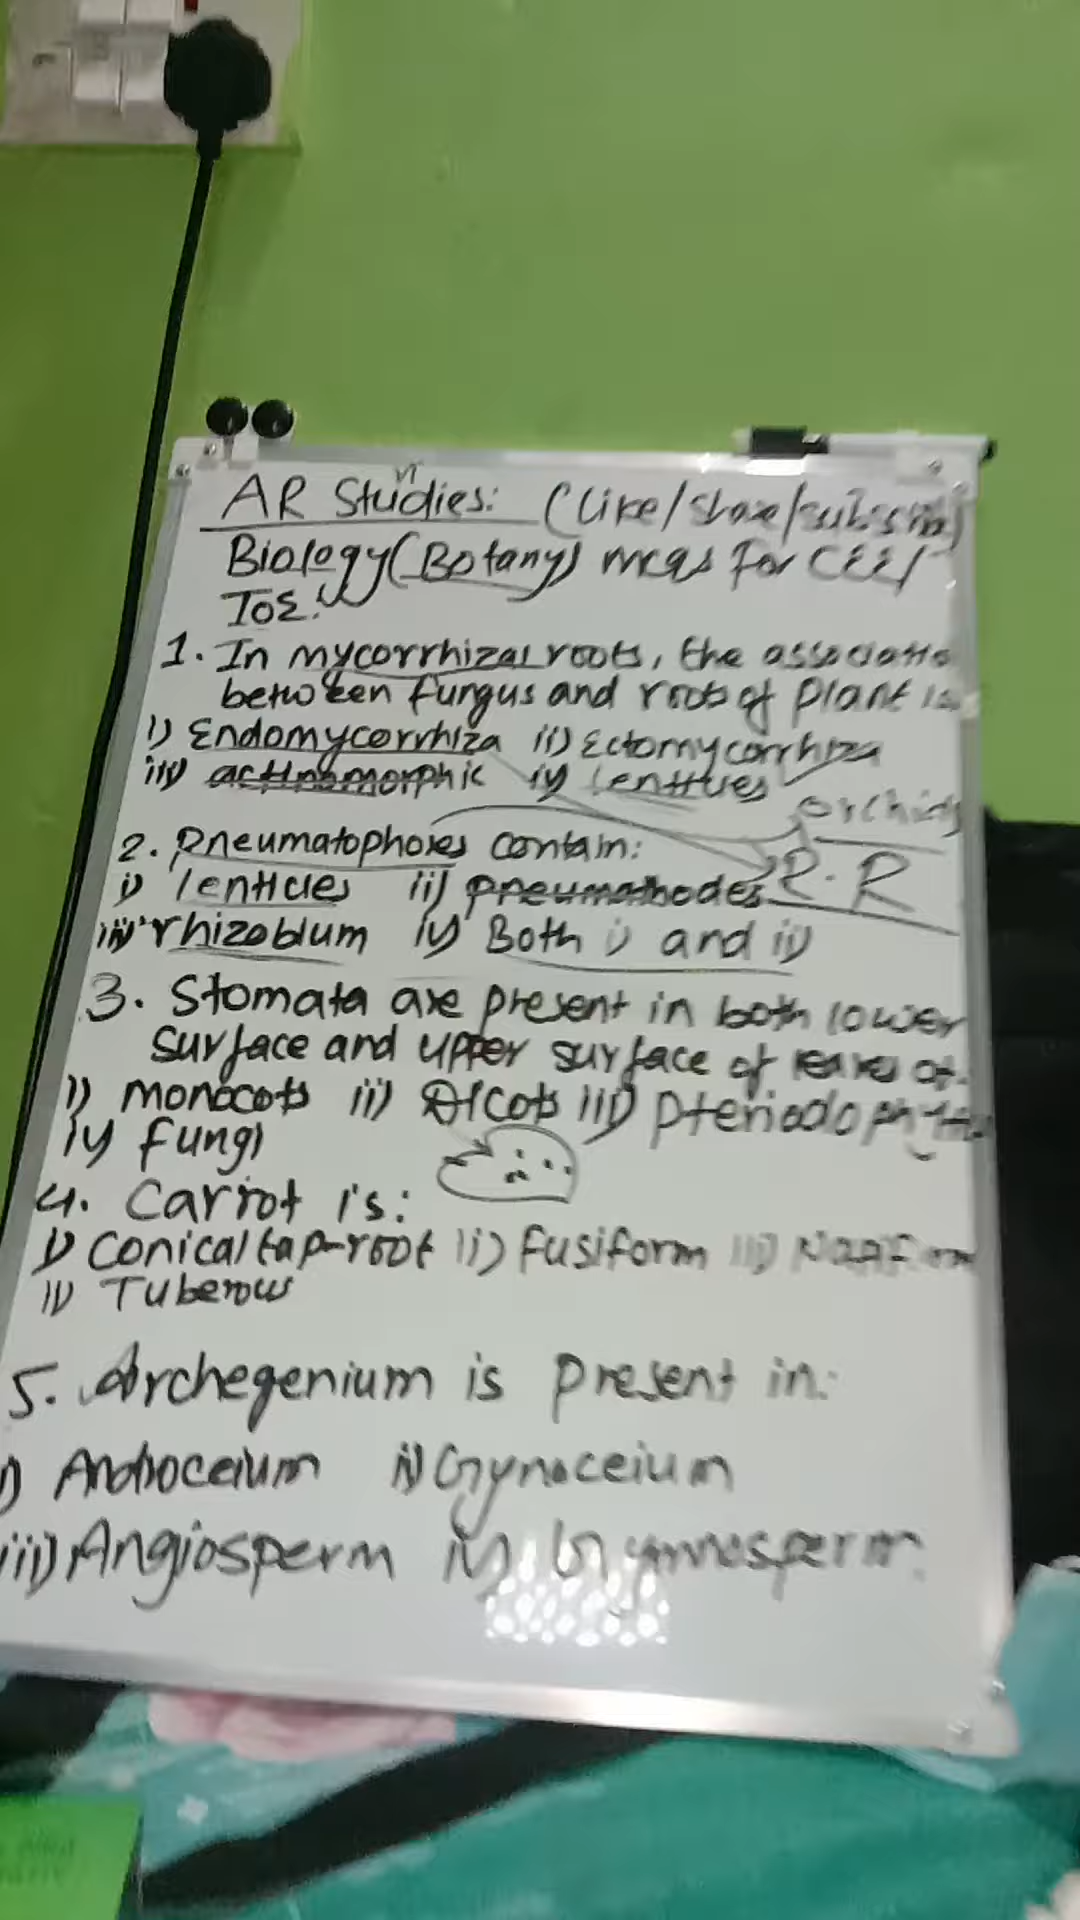 AR Studies: (Like/Share/subscribe)
Biology (Botany) mcqs for CEE/
IOE:
1. In mycorrhizal roots, the associatio
between fungus and roots of plant is
i) Endomycorrhiza ii) Ectomycorrhiza
iii) actinomorphic iv)
orchids
2. Pneumatophores contain:
R.R
i) lenticles ii) pneumathodes
iii) rhizobium iv) Both i) and ii)
3. Stomata are present in both lower
surface and upper surface of leaves of.
i) monocots ii) Dicots iii) pteriodophyta
iv) fungi
4. Carrot is:
i) Conical tap-root ii) fusiform iii) Napiform
iv) Tuberous
5. Archegenium is present in:
i) Androceium ii) Gynoceium
iii) Angiosperm iv) Gymnosperm.